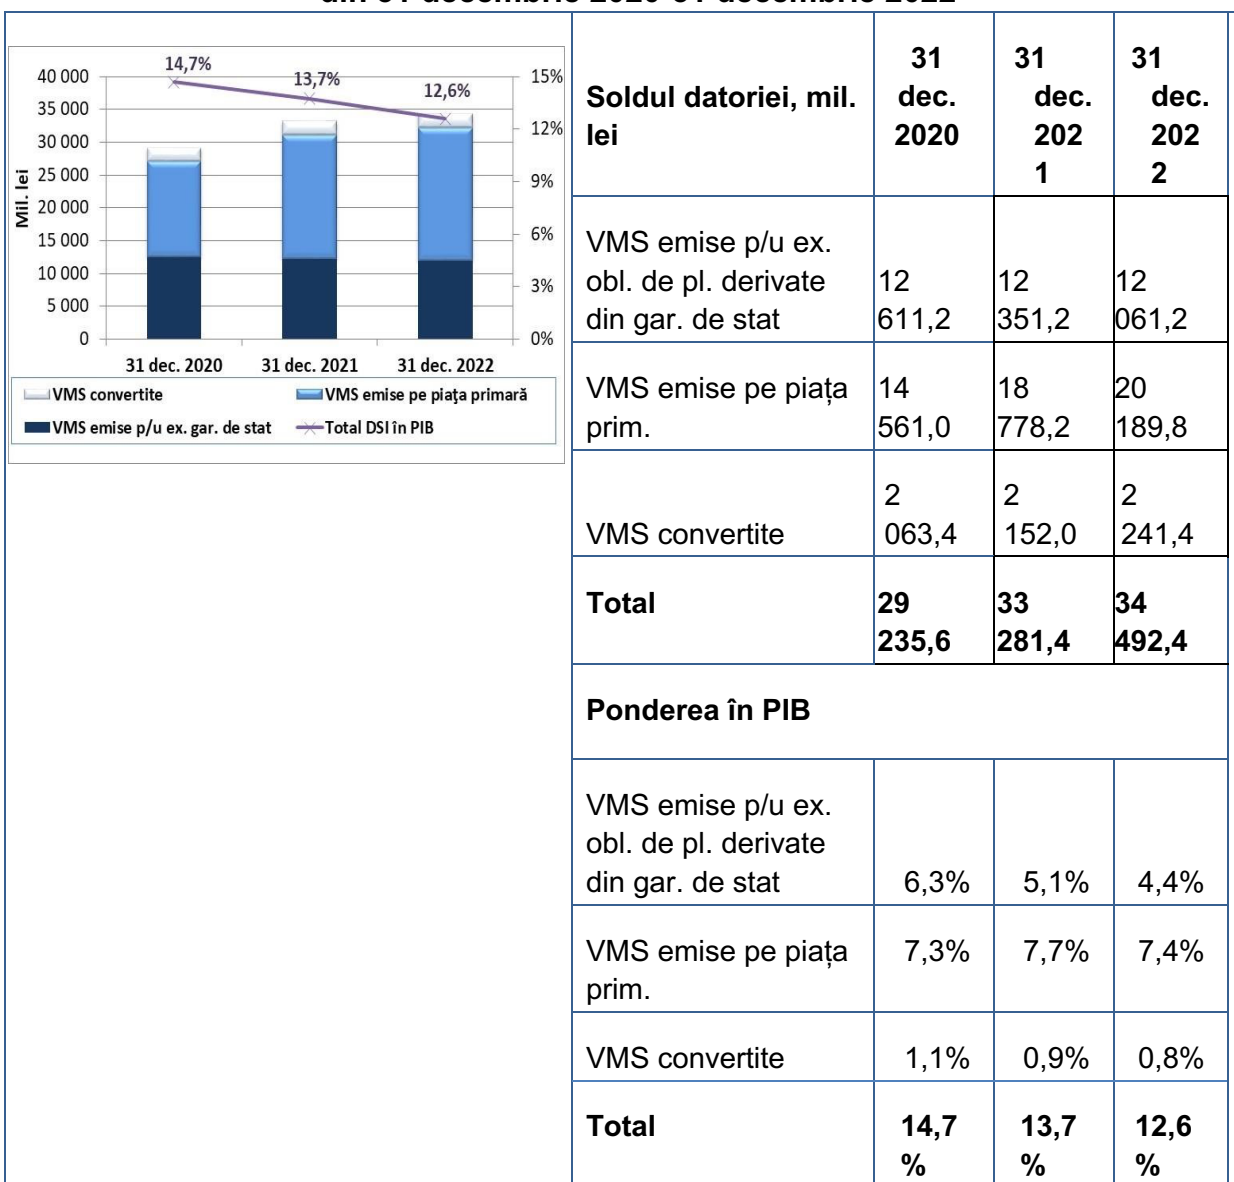 din 31 decembrie 2020-31 decembrie 2022
14,7%
13,7%
12,6%
40 000
35 000
30 000
25 000
20 000
15 000
10 000
5 000
0
Mil. lei
15%
12%
9%
6%
3%
0%
31 dec. 2020 31 dec. 2021 31 dec. 2022
VMS convertite VMS emise pe piața primară
VMS emise p/u ex. gar. de stat Total DSI în PIB
Soldul datoriei, mil.
lei
31
dec.
2020
31
dec.
202
1
31
dec.
202
2
VMS emise p/u ex.
obl. de pl. derivate
din gar. de stat
12
611,2
12
351,2
12
061,2
VMS emise pe piața
prim.
14
561,0
18
778,2
20
189,8
VMS convertite
2
063,4
2
152,0
2
241,4
Total
29
235,6
33
281,4
34
492,4
Ponderea în PIB
VMS emise p/u ex.
obl. de pl. derivate
din gar. de stat
6,3%
5,1%
4,4%
VMS emise pe piața
prim.
7,3%
7,7%
7,4%
VMS convertite
1,1%
0,9%
0,8%
Total
14,7
%
13,7
%
12,6
%